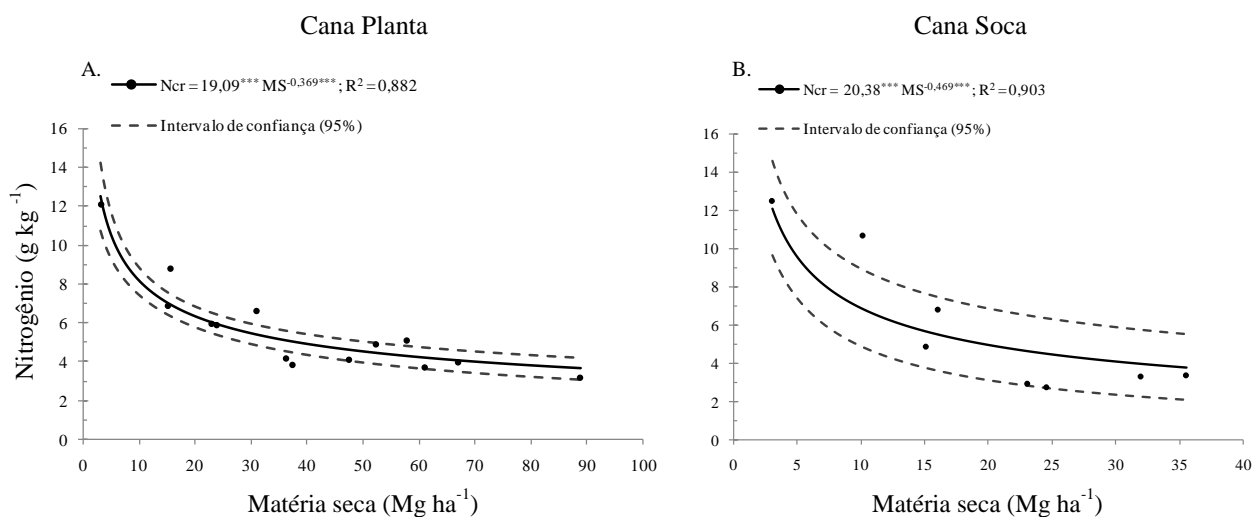 Cana Planta
Cana Soca
A.
Ncr = 19,09*** MS-0,369***; R2 = 0,882
Intervalo de confiança (95%)
B.
Ncr = 20,38*** MS-0,469***; R2 = 0,903
Intervalo de confiança (95%)
Nitrogênio (g kg -1)
16
14
12
10
8
6
4
2
0
0 10 20 30 40 50 60 70 80 90 100
Matéria seca (Mg ha-1)
16
14
12
10
8
6
4
2
0
0 5 10 15 20 25 30 35 40
Matéria seca (Mg ha-1)